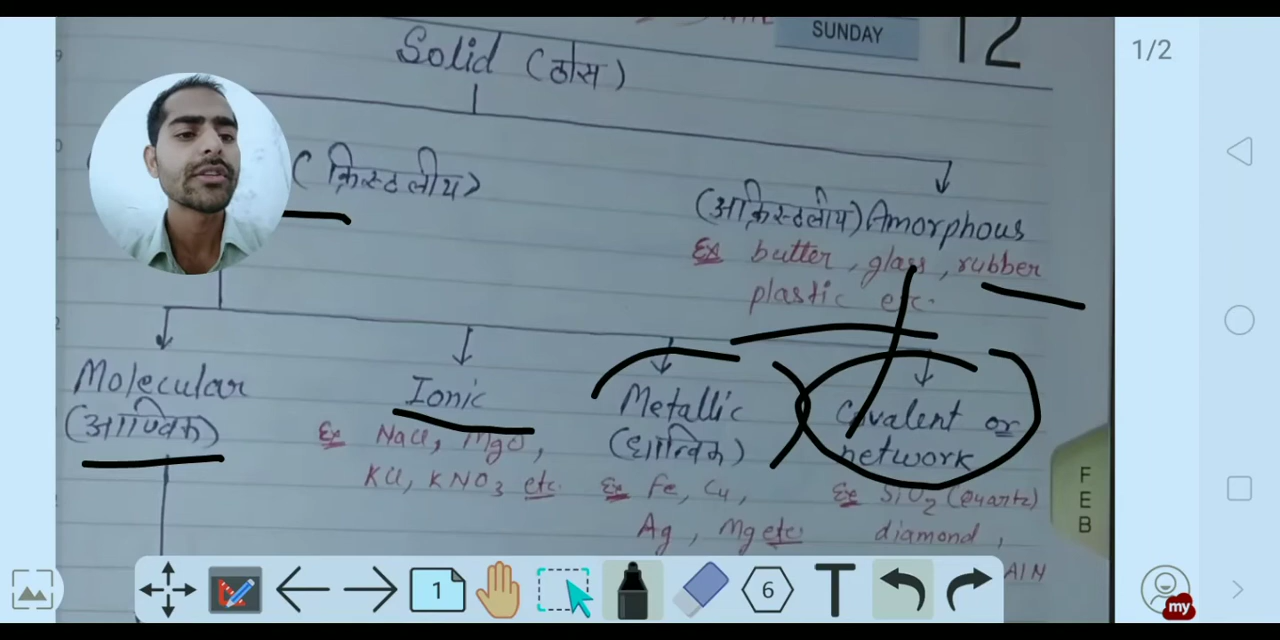 SUNDAY 12
1/2
Solid (ठोस)
(क्रिस्टलीय)
(अक्रिस्टलीय) Amorphous
Ex butter, glass, rubber
plastic etc.
Molecular
(आण्विक)
Ionic
Ex NaCl, MgO,
KCl, KNO3 etc.
Metallic
(धात्विक)
Ex Fe, Cu,
Ag, Mg etc
Covalent or
network
Ex SiO2 (Quartz)
diamond,
AlN
FEB
1
6
T
my